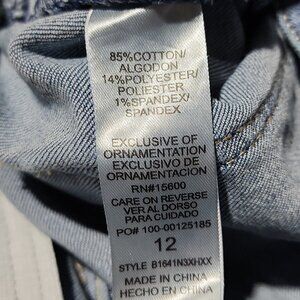 85%COTTON/
ALGODON
14%POLYESTER/
POLIESTER
1%SPANDEX/
SPANDEX
EXCLUSIVE OF
ORNAMENTATION
EXCLUSIVO DE
ORNAMENTACION
RN#15600
CARE ON REVERSE
VER AL DORSO
PARA CUIDADO
PO# 100-00125185
12
STYLE B1641N3XHXX
MADE IN CHINA
HECHO EN CHINA